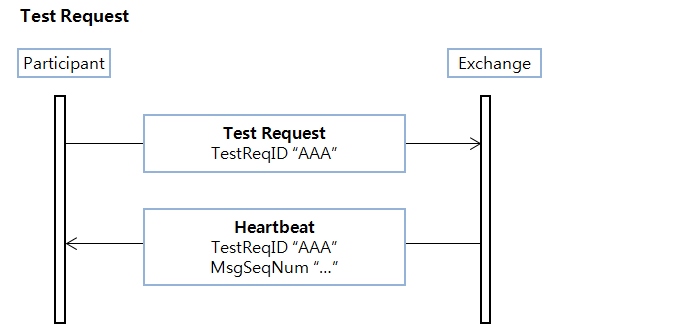 Test Request
Participant
Exchange
Test Request
TestReqID “AAA”
Heartbeat
TestReqID “AAA”
MsgSeqNum “…”